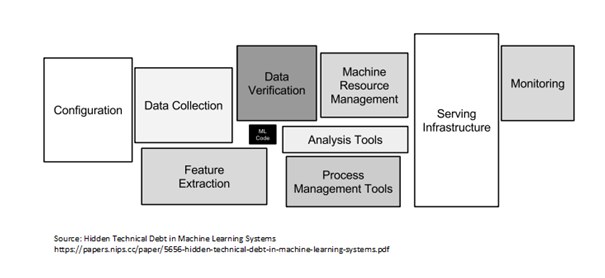 Configuration
Data Collection
Data
Verification
Machine
Resource
Management
Monitoring
Serving
Infrastructure
ML
Code
Analysis Tools
Feature
Extraction
Process
Management Tools
Source: Hidden Technical Debt in Machine Learning Systems
https://papers.nips.cc/paper/5656-hidden-technical-debt-in-machine-learning-systems.pdf